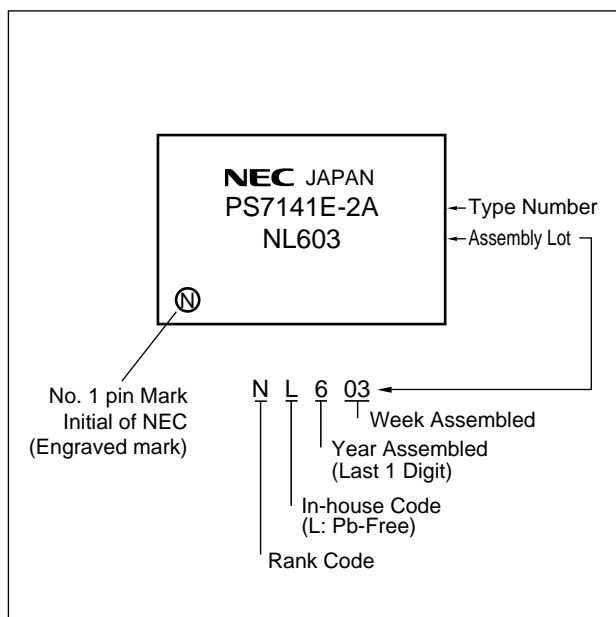 NEC JAPAN
PS7141E-2A
NL603
Type Number
Assembly Lot
N
No. 1 pin Mark
Initial of NEC
(Engraved mark)
N L 6 03
Week Assembled
Year Assembled
(Last 1 Digit)
In-house Code
(L: Pb-Free)
Rank Code